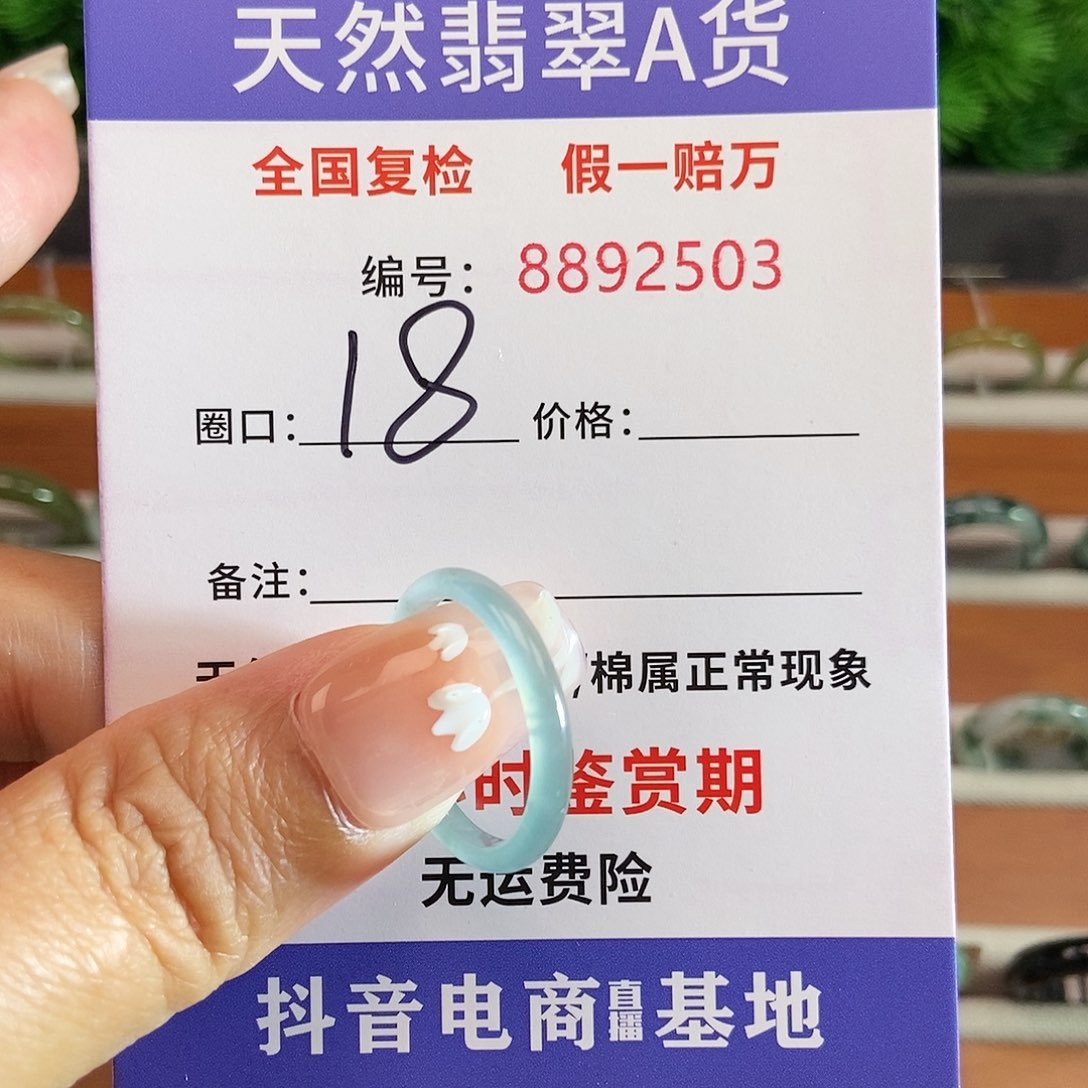 天然翡翠A货
全国复检 假一赔万
编号：8892503
圈口：18 价格：
备注：
棉属正常现象
时鉴赏期
无运费险
抖音电商直播基地